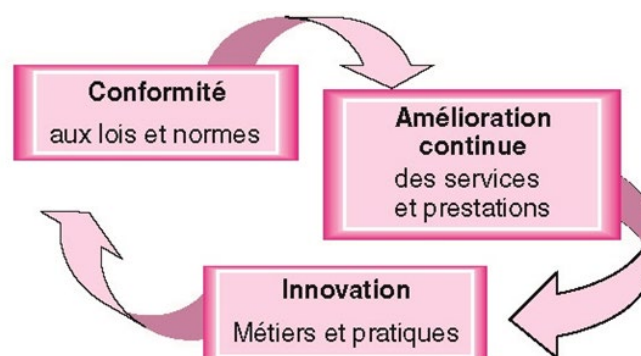 Conformité
aux lois et normes
Amélioration
continue
des services
et prestations
Innovation
Métiers et pratiques